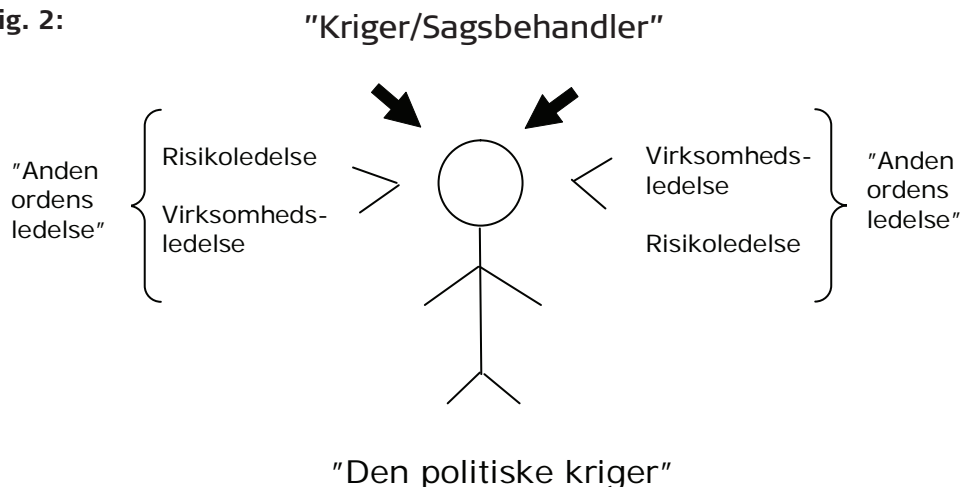 ig. 2:
"Kriger/Sagsbehandler"
"Anden
ordens
ledelse"
Risikoledelse
Virksomheds-
ledelse
Virksomheds-
ledelse
Risikoledelse
"Anden
ordens
ledelse"
"Den politiske kriger"